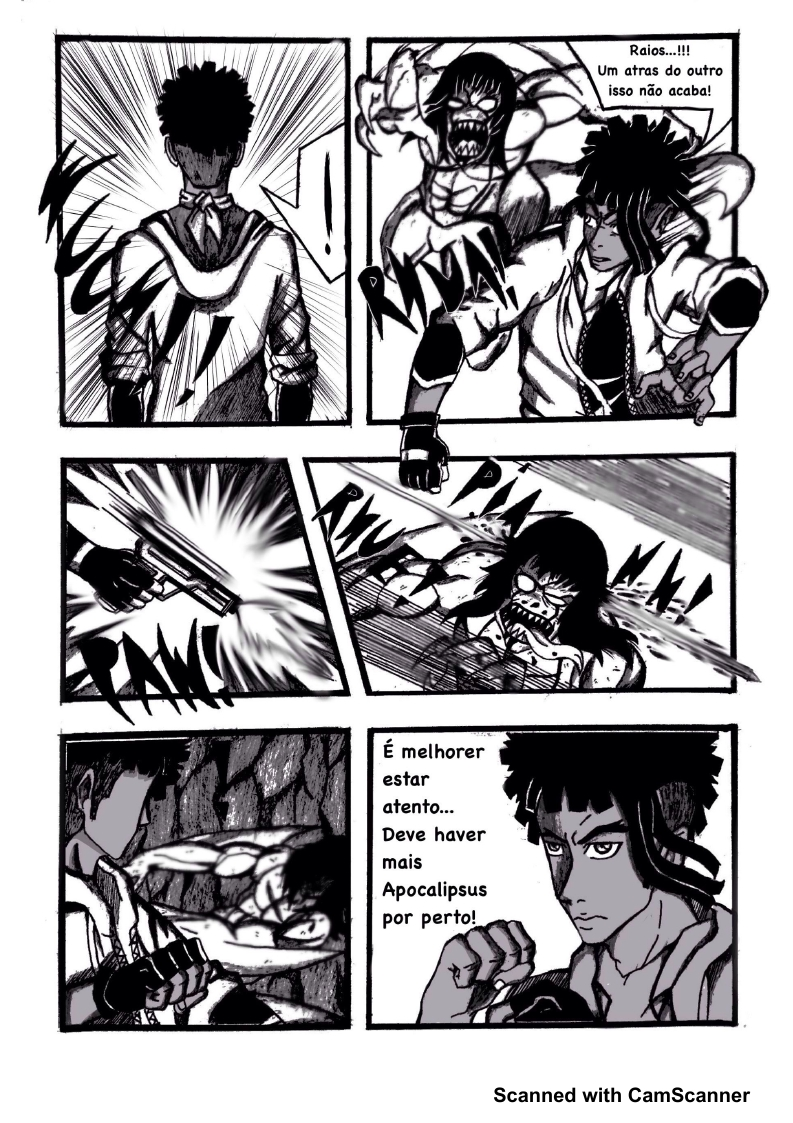 !
Raios...!!!
Um atras do outro
isso não acaba!
PAW!
É melhorer
estar
atento...
Deve haver
mais
Apocalipsus
por perto!
Scanned with CamScanner